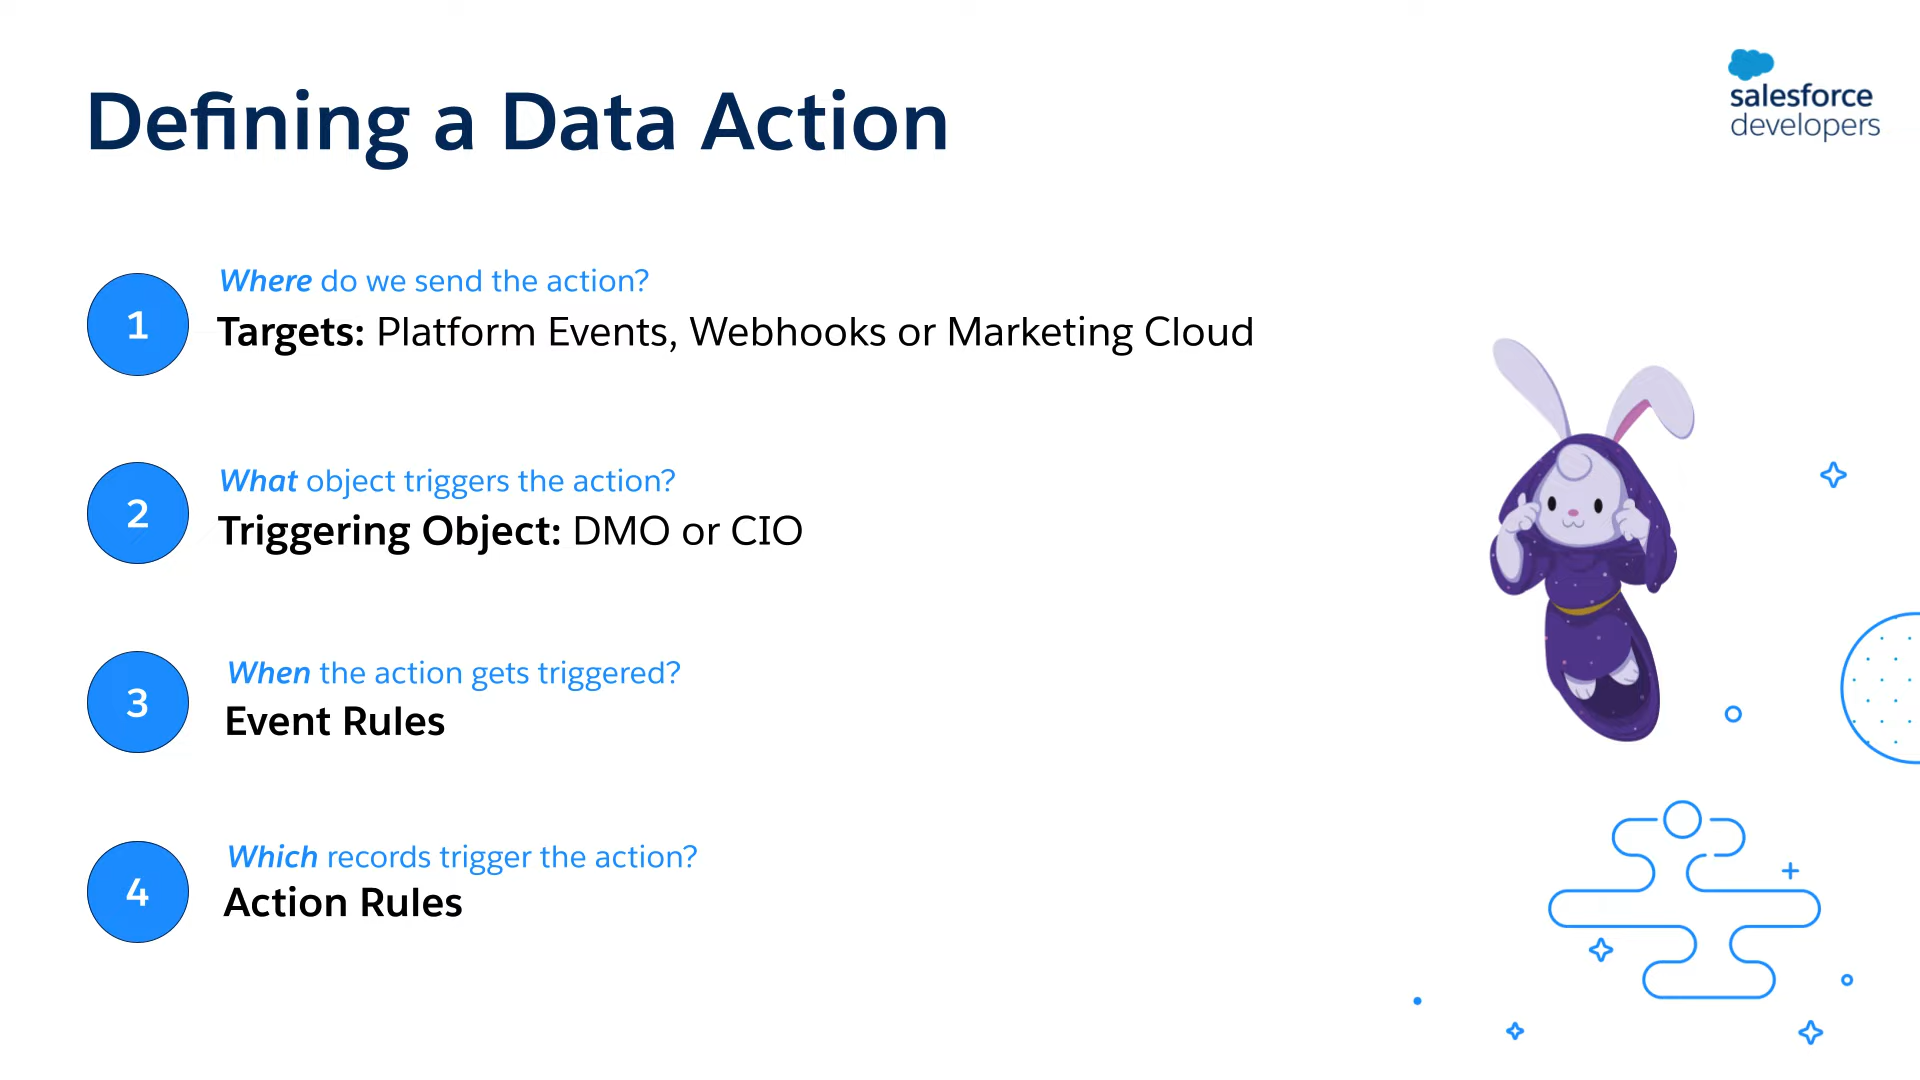 Defining a Data Action
salesforce
developers
1
Where do we send the action?
Targets: Platform Events, Webhooks or Marketing Cloud
2
What object triggers the action?
Triggering Object: DMO or CIO
3
When the action gets triggered?
Event Rules
4
Which records trigger the action?
Action Rules